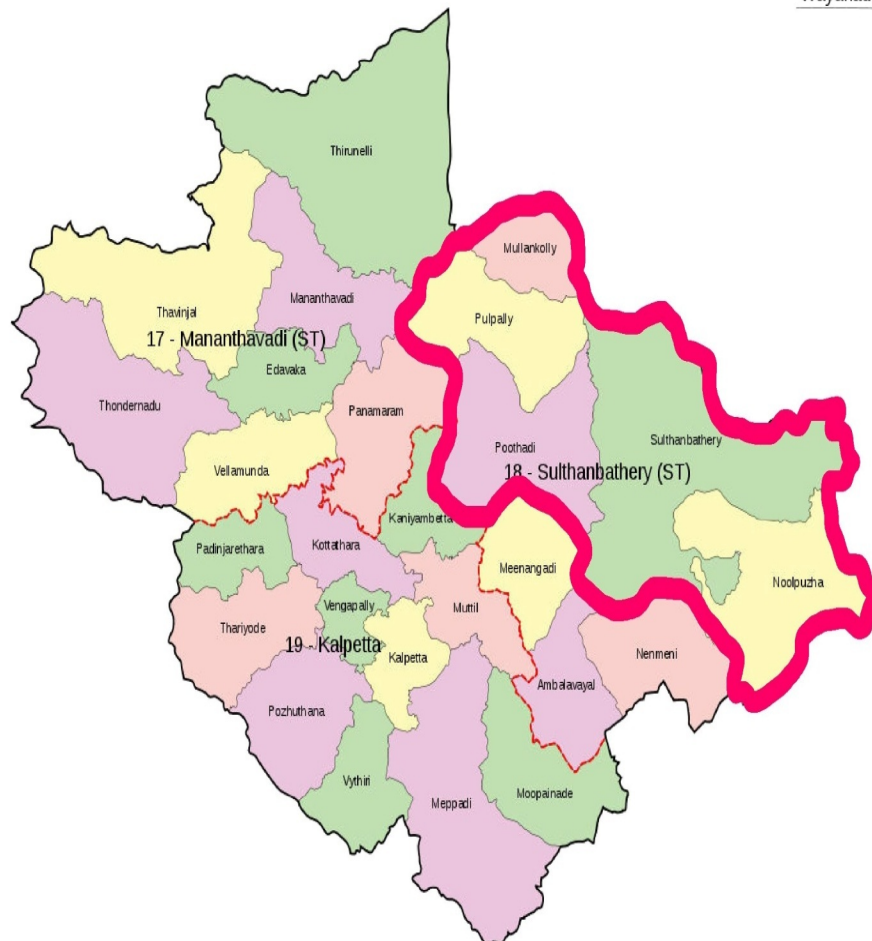 Thirunelli
Mullankolly
Mananthavadi
Thavinjal
Pulpally
17 - Mananthavadi (ST)
Edavaka
Thondernadu
Panamaram
Sulthanbathery
Poothadi
Vellamunda
18 - Sulthanbathery (ST)
Kaniyambetta
Kottathara
Padinjarethara
Meenangadi
Noolpuzha
Vengapally
Muttil
Thariyode
19 - Kalpetta
Kalpetta
Nenmeni
Ambalavayal
Pozhuthana
Vythiri
Moopainade
Meppadi